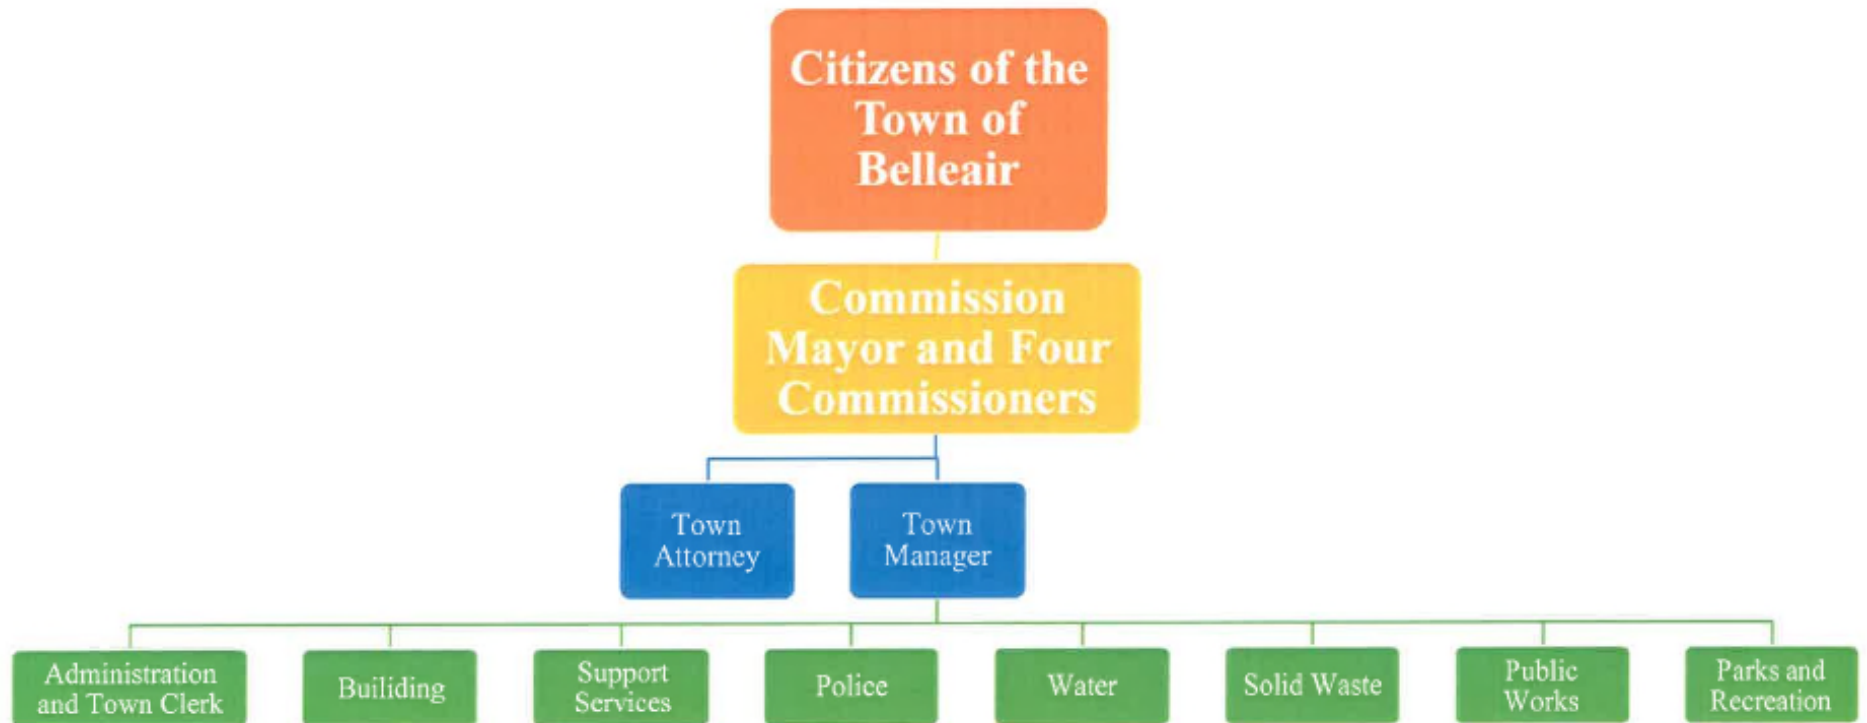 Citizens of the
Town of
Belleair
Commission
Mayor and Four
Commissioners
Town
Attorney
Town
Manager
Administration
and Town Clerk
Builiding
Support
Services
Police
Water
Solid Waste
Public
Works
Parks and
Recreation